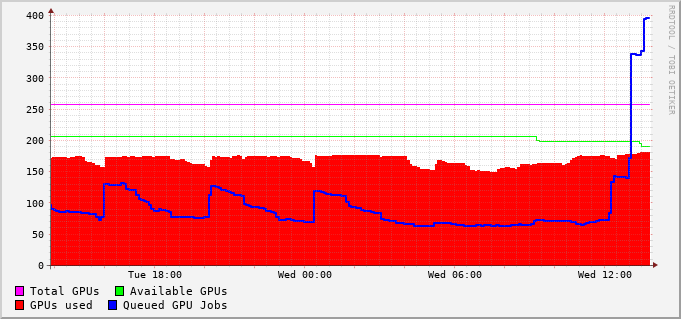 400
350
300
250
200
150
100
50
0
Tue 18:00 Wed 00:00 Wed 06:00 Wed 12:00
Total GPUs Available GPUs
GPUs used Queued GPU Jobs
RRDTOOL / TOBI OETIKER